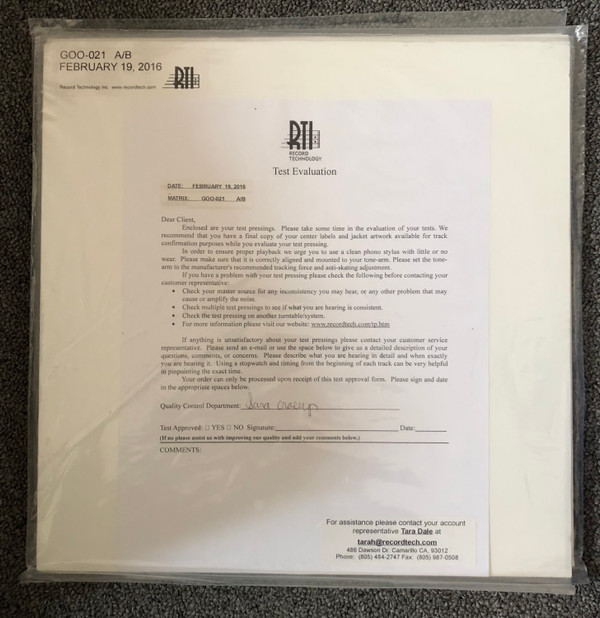 GOO-021 A/B
FEBRUARY 19, 2016
RTI
Record Technology Inc. www.recordtech.com
RTI
RECORD
TECHNOLOGY
Test Evaluation
DATE: FEBRUARY 19, 2016
MATRIX: GOO-021 A/B
Dear Client,
Enclosed are your test pressings. Please take some time in the evaluation of your tests. We
recommend that you have a final copy of your center labels and jacket artwork available for track
confirmation purposes while you evaluate your test pressing.
In order to ensure proper playback we urge you to use a clean phono stylus with little or no
wear. Please make sure that it is correctly aligned and mounted to your tone-arm. Please set the tone-
arm to the manufacturer's recommended tracking force and anti-skating adjustment.
If you have a problem with your test pressing please check the following before contacting your
customer representative:
• Check your master source for any inconsistency you may hear, or any other problem that may
cause or amplify the noise.
• Check multiple test pressings to see if what you are hearing is consistent.
• Check the test pressing on another turntable/system.
• For more information please visit our website: www.recordtech.com/tp.htm
If anything is unsatisfactory about your test pressings please contact your customer service
representative. Please send an e-mail or use the space below to give us a detailed description of your
questions, comments, or concerns. Please describe what you are hearing in detail and when exactly
you are hearing it. Using a stopwatch and timing from the beginning of each track can be very helpful
in pinpointing the exact time.
Your order can only be processed upon receipt of this test approval form. Please sign and date
in the appropriate spaces below.
Quality Control Department: Sara
Test Approved: □ YES □ NO Signature: Date:
(If no please assist us with improving our quality and add your comments below.)
COMMENTS:
For assistance please contact your account
representative Tara Dale at
tarah@recordtech.com
486 Dawson Dr. Camarillo CA, 93012
Phone: (805) 484-2747 Fax: (805) 987-0508